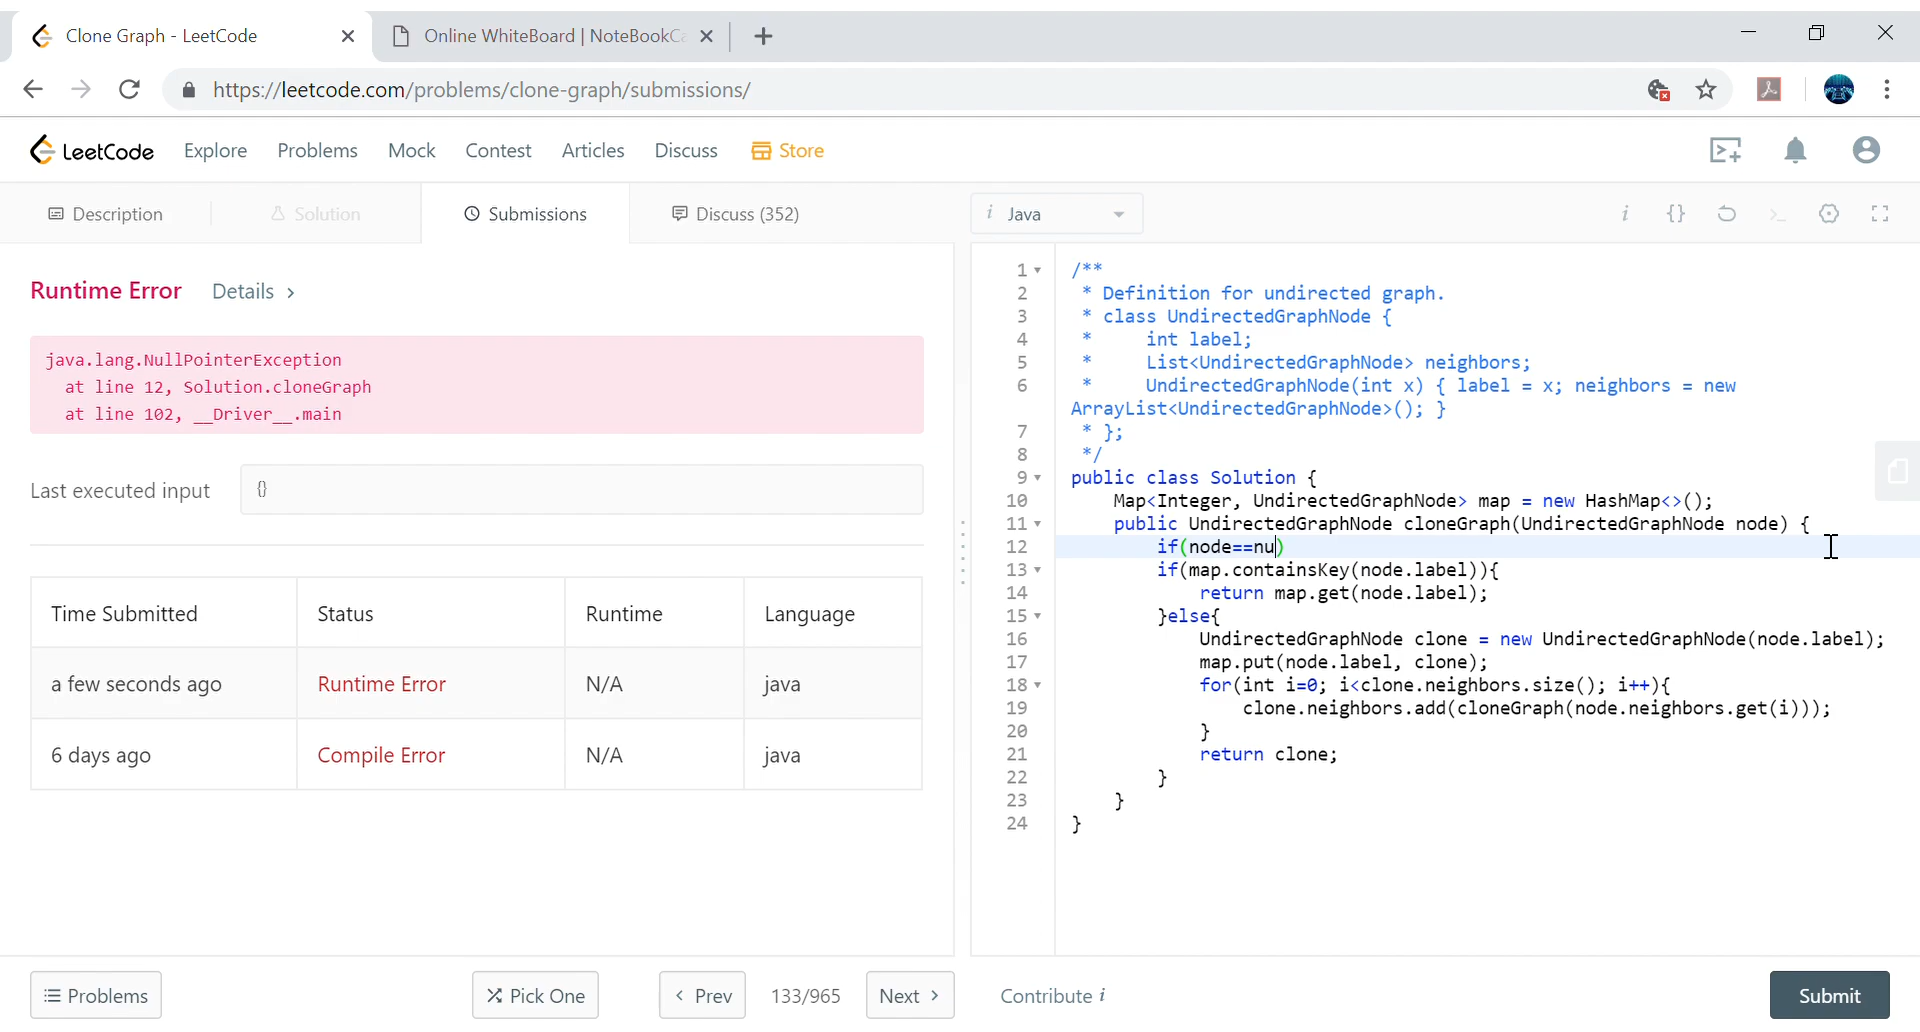 Clone Graph - LeetCode
Online WhiteBoard | NoteBookCa
https://leetcode.com/problems/clone-graph/submissions/
LeetCode Explore Problems Mock Contest Articles Discuss Store
Description Solution Submissions Discuss (352)
Runtime Error Details >
java.lang.NullPointerException
at line 12, Solution.cloneGraph
at line 102, __Driver__.main
Last executed input {}
Time Submitted Status Runtime Language
a few seconds ago Runtime Error N/A java
6 days ago Compile Error N/A java
Problems Pick One < Prev 133/965 Next >
i Java
1 /**
2 * Definition for undirected graph.
3 * class UndirectedGraphNode {
4 * int label;
5 * List<UndirectedGraphNode> neighbors;
6 * UndirectedGraphNode(int x) { label = x; neighbors = new
ArrayList<UndirectedGraphNode>(); }
7 * };
8 */
9 public class Solution {
10 Map<Integer, UndirectedGraphNode> map = new HashMap<>();
11 public UndirectedGraphNode cloneGraph(UndirectedGraphNode node) {
12 if(node==nu)
13 if(map.containsKey(node.label)){
14 return map.get(node.label);
15 }else{
16 UndirectedGraphNode clone = new UndirectedGraphNode(node.label);
17 map.put(node.label, clone);
18 for(int i=0; i<clone.neighbors.size(); i++){
19 clone.neighbors.add(cloneGraph(node.neighbors.get(i)));
20 }
21 return clone;
22 }
23 }
24 }
Contribute i
Submit